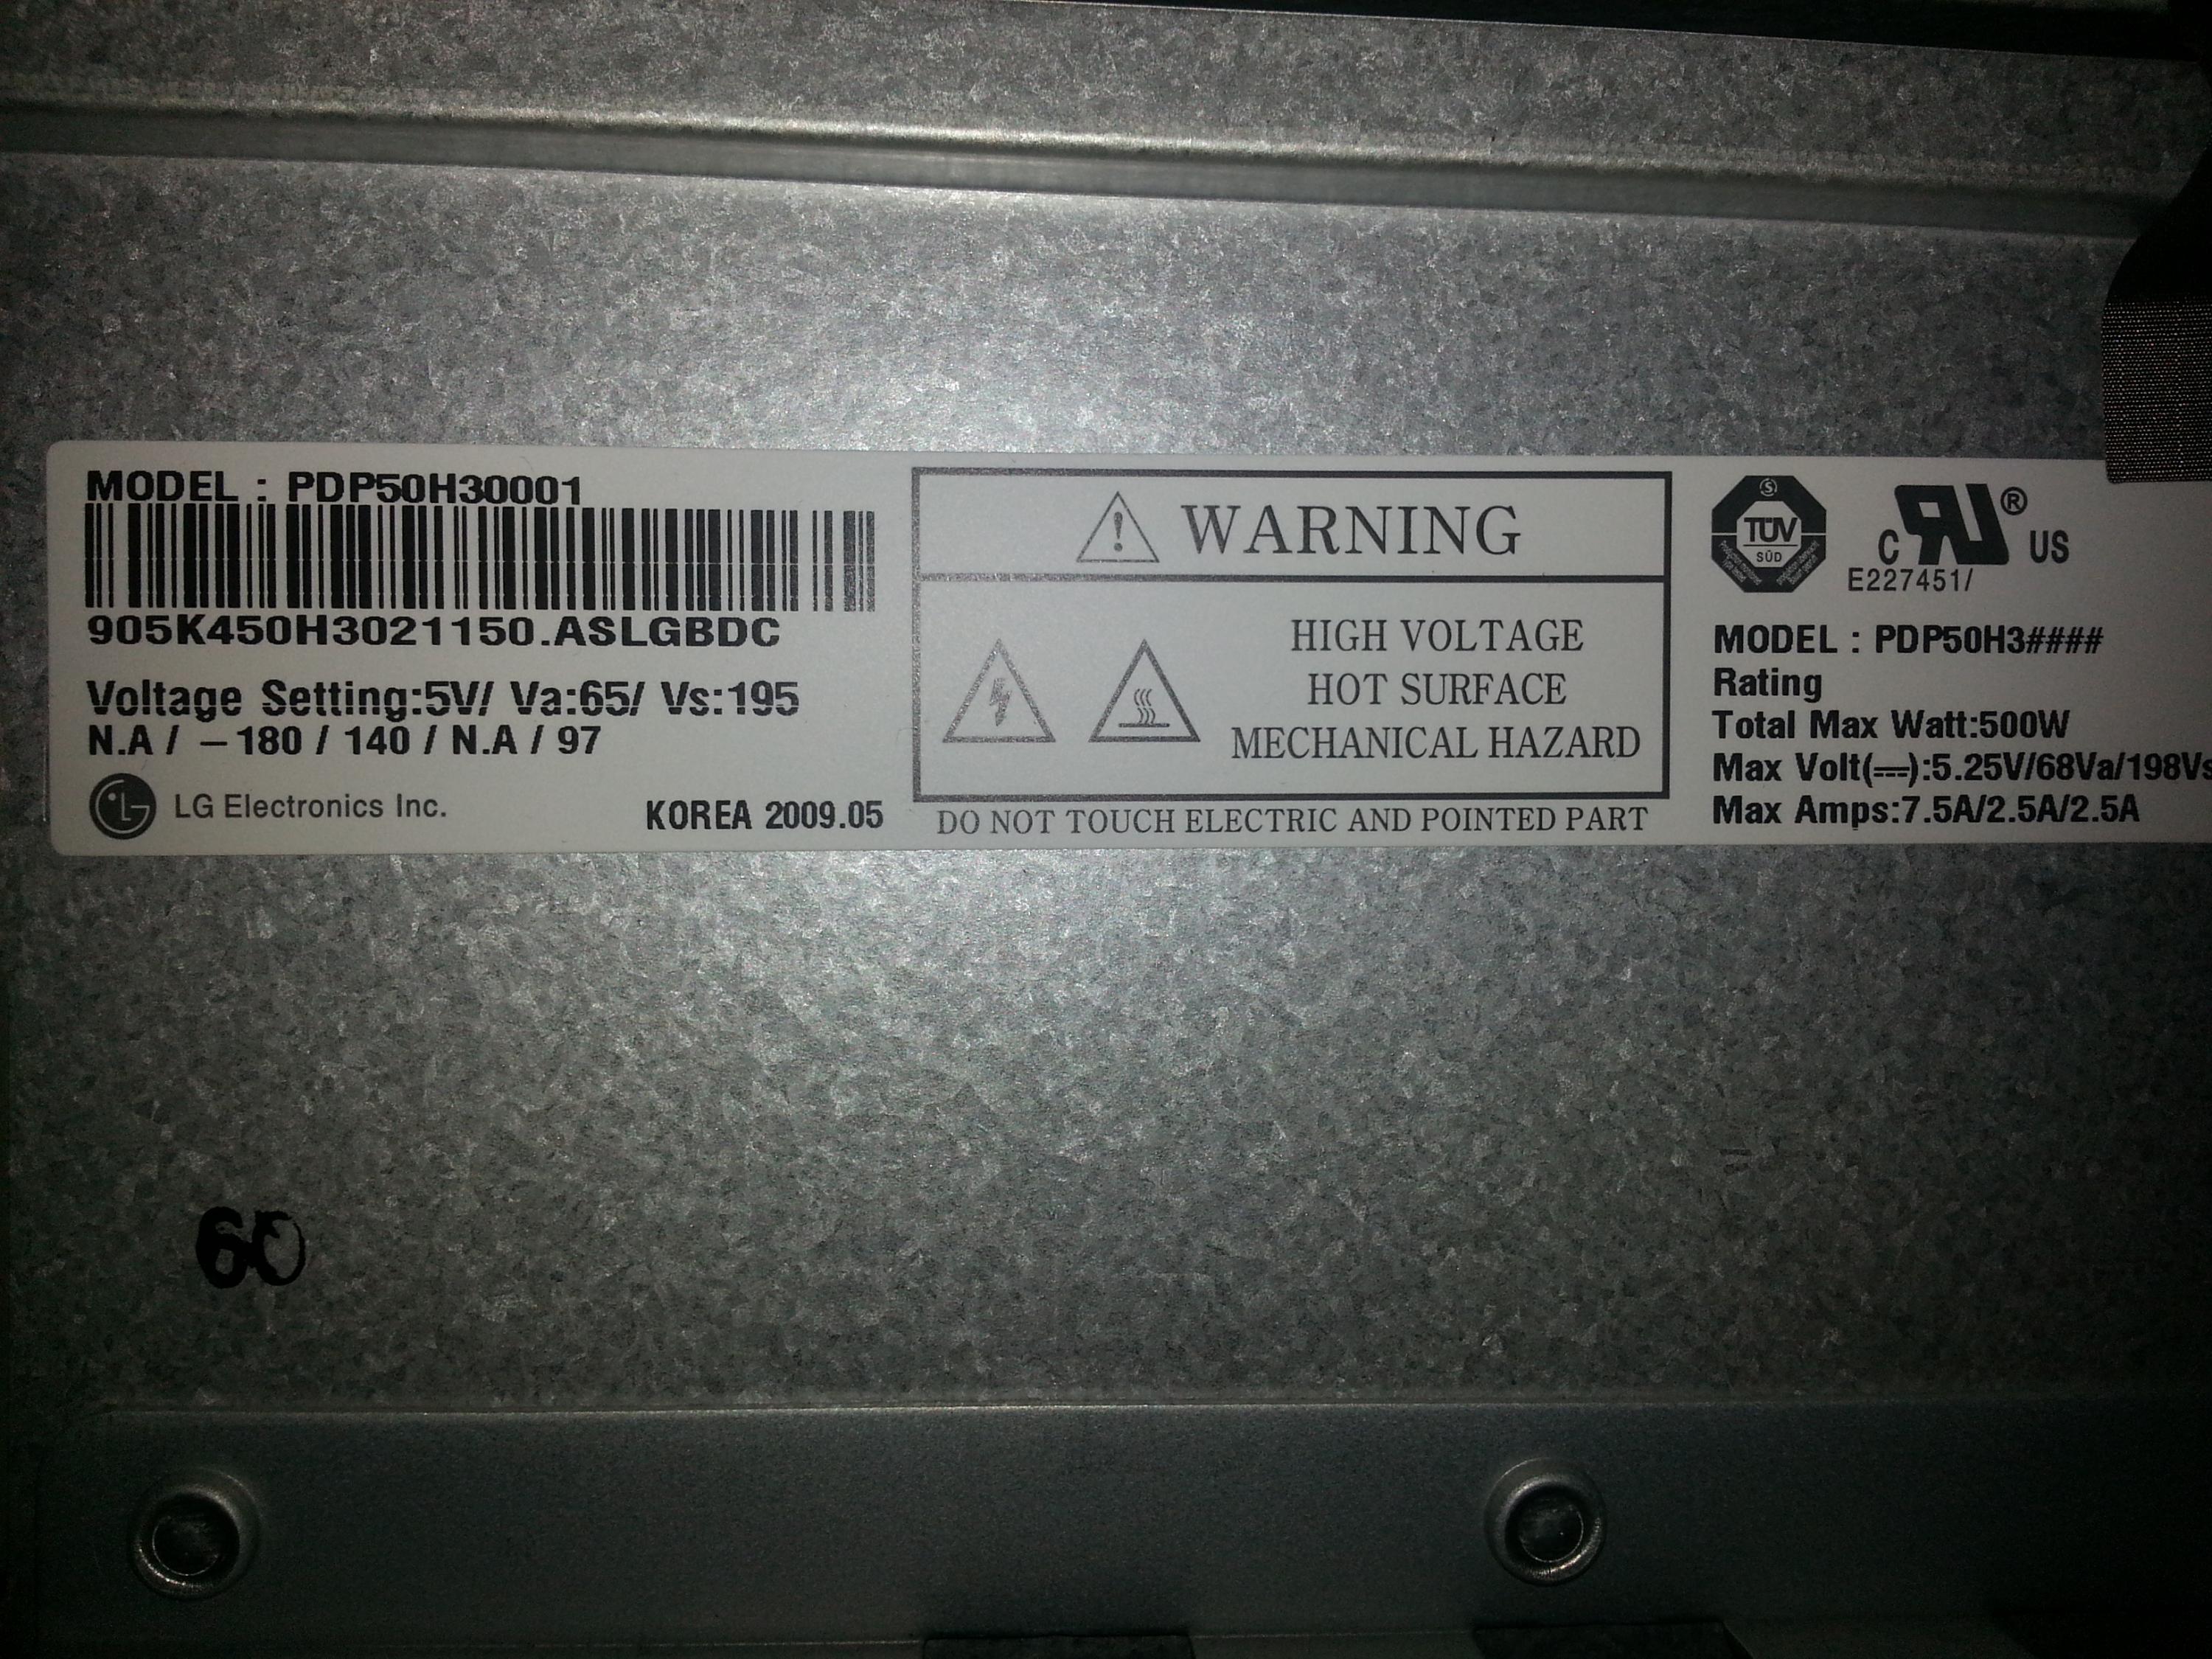 MODEL : PDP50H30001
905K450H3021150.ASLGBDC
Voltage Setting:5V/ Va:65/ Vs:195
N.A / -180 / 140 / N.A / 97
LG Electronics Inc.
KOREA 2009.05
WARNING
HIGH VOLTAGE
HOT SURFACE
MECHANICAL HAZARD
DO NOT TOUCH ELECTRIC AND POINTED PART
TÜV
SÜD
C RU ® US
E227451/
MODEL : PDP50H3####
Rating
Total Max Watt:500W
Max Volt(⎓):5.25V/68Va/198Vs
Max Amps:7.5A/2.5A/2.5A
60